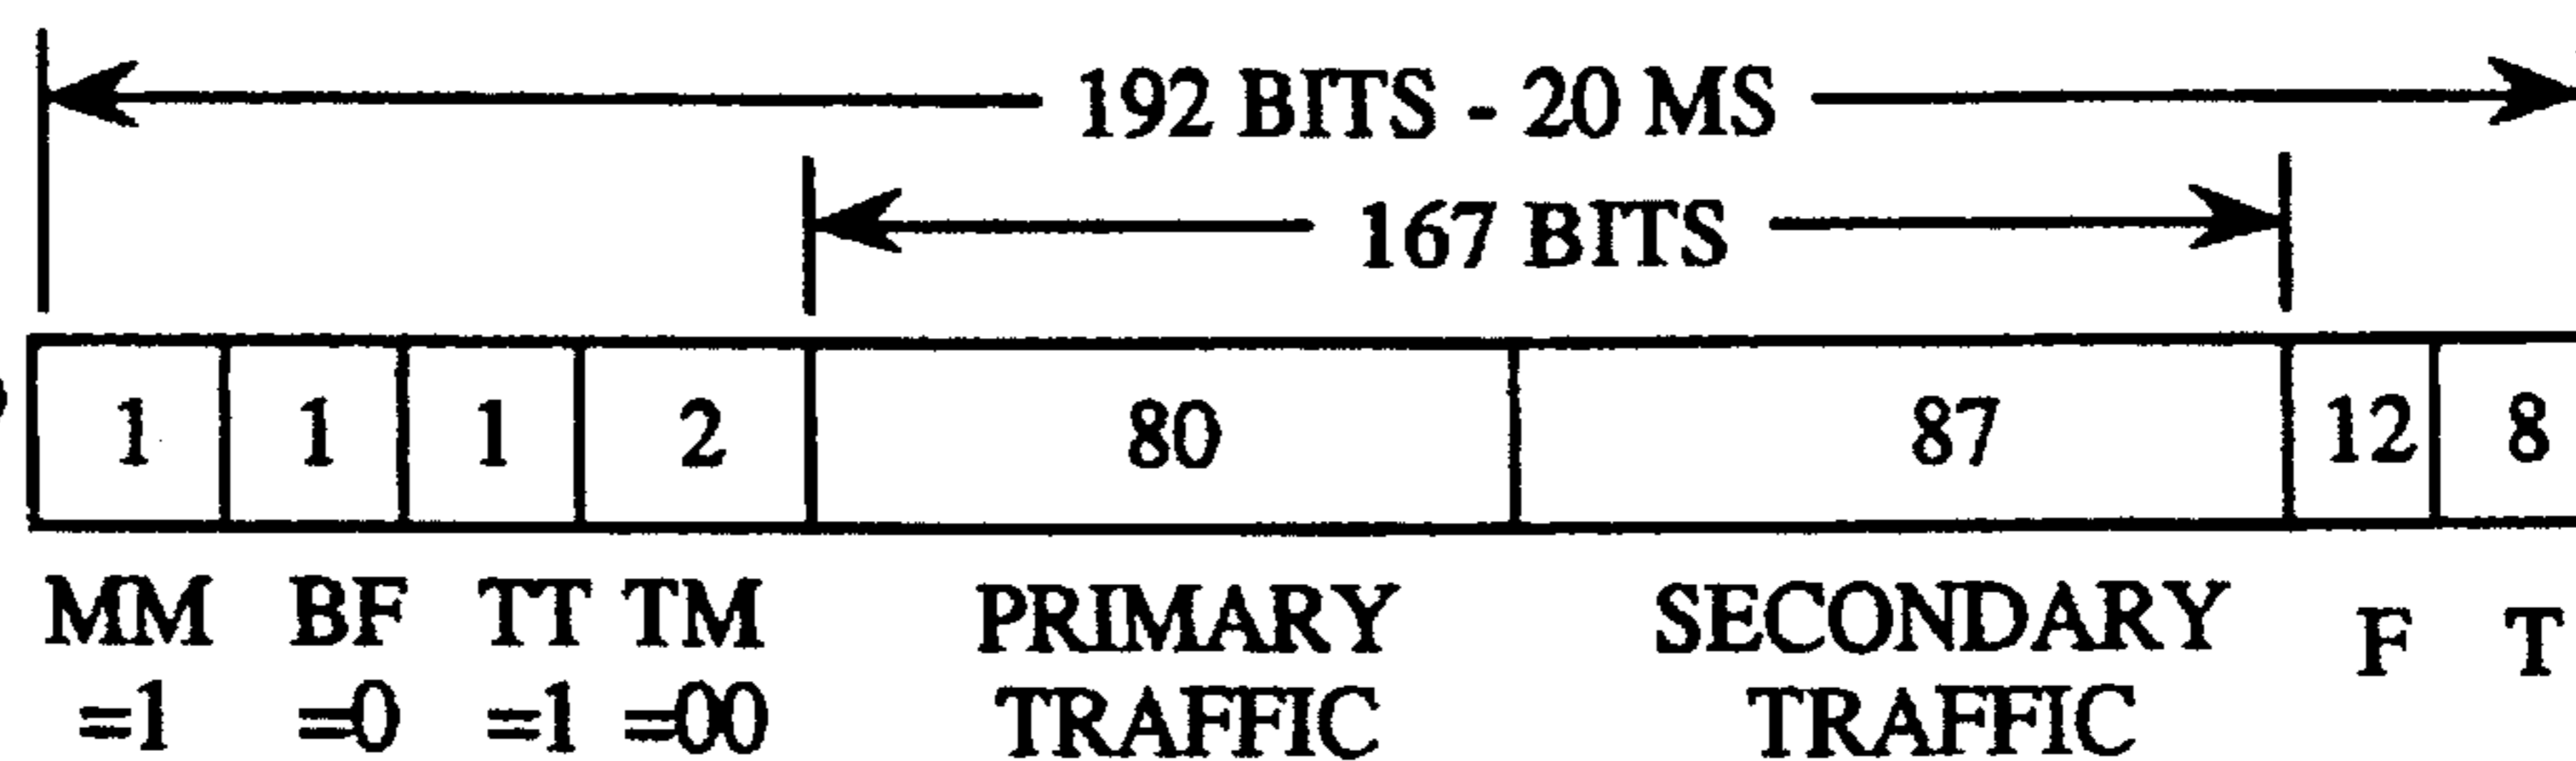 192 BITS - 20 MS
167 BITS
1 1 1 2 80 87 12 8
MM BF TT TM PRIMARY SECONDARY F T
=1 =0 =1 =00 TRAFFIC TRAFFIC